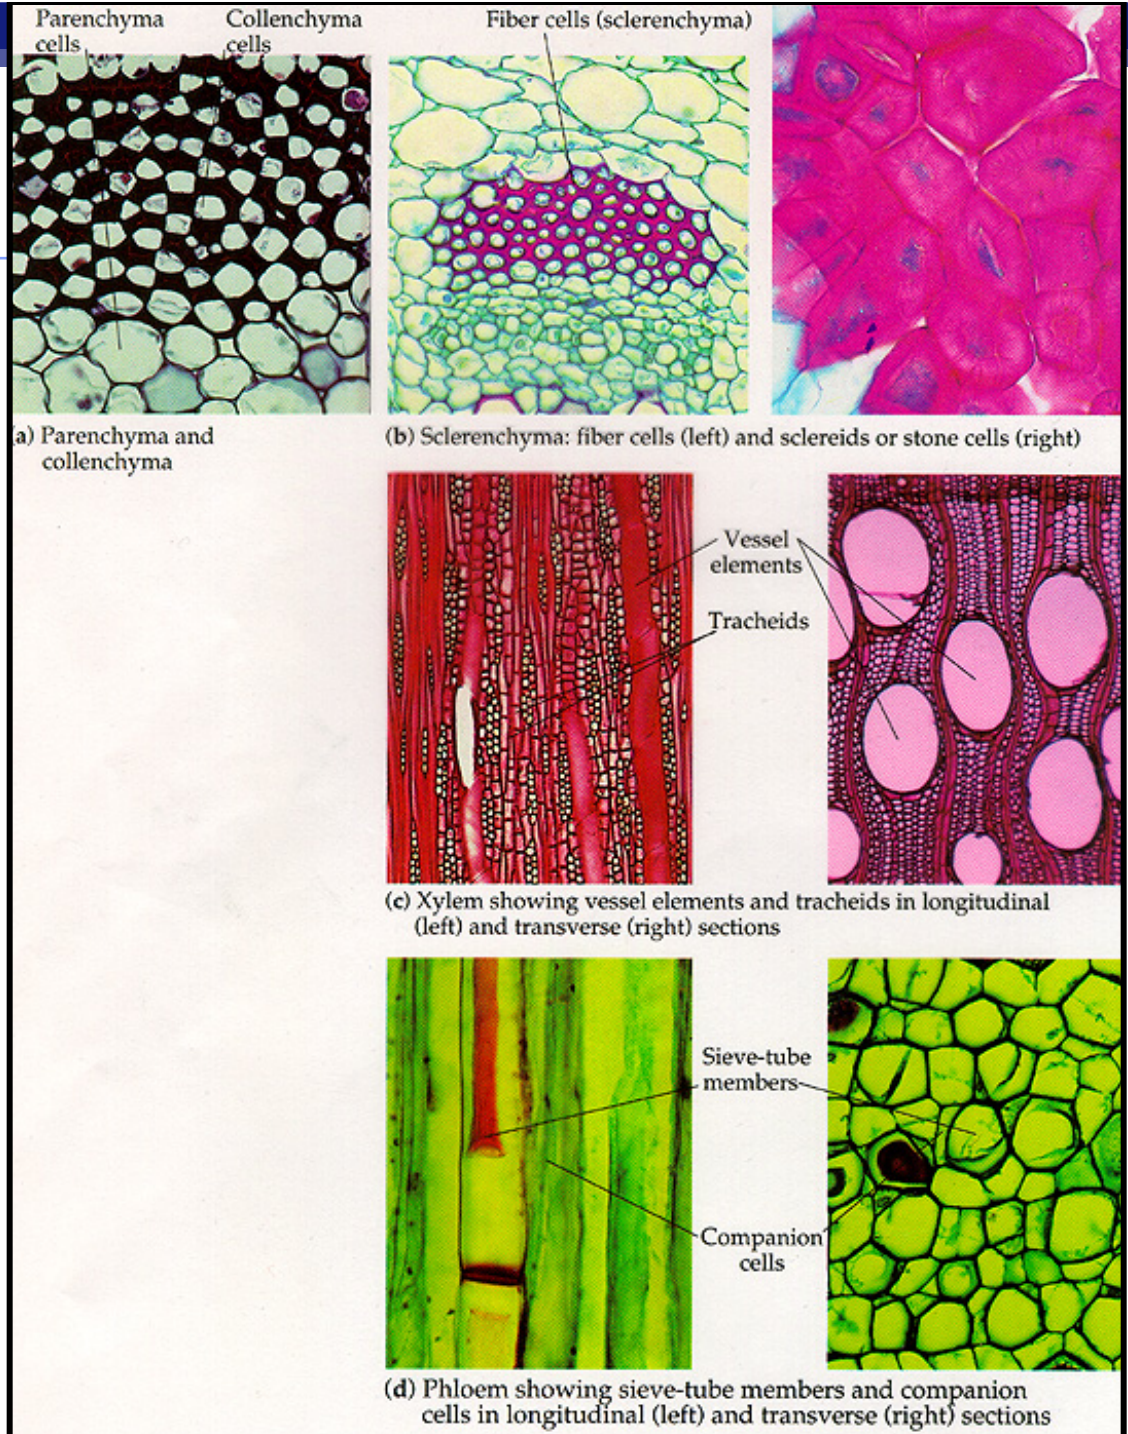 Parenchyma
cells
Collenchyma
cells
Fiber cells (sclerenchyma)
(a) Parenchyma and
collenchyma
(b) Sclerenchyma: fiber cells (left) and sclereids or stone cells (right)
Vessel
elements
Tracheids
(c) Xylem showing vessel elements and tracheids in longitudinal
(left) and transverse (right) sections
Sieve-tube
members
Companion
cells
(d) Phloem showing sieve-tube members and companion
cells in longitudinal (left) and transverse (right) sections